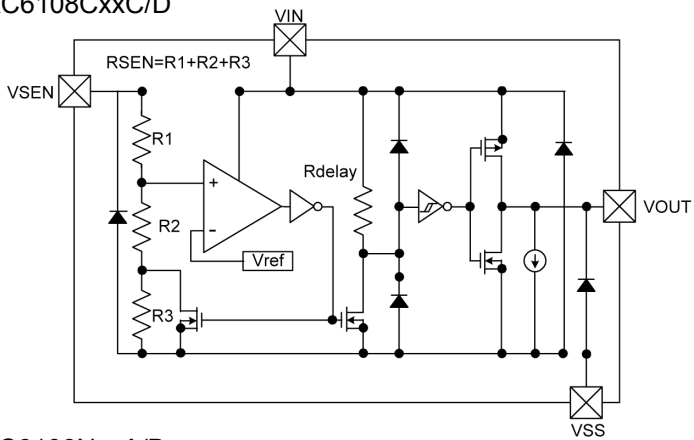 C6108CxxC/D
VIN
RSEN=R1+R2+R3
VSEN
R1
Rdelay
+
R2
-
VOUT
Vref
R3
VSS